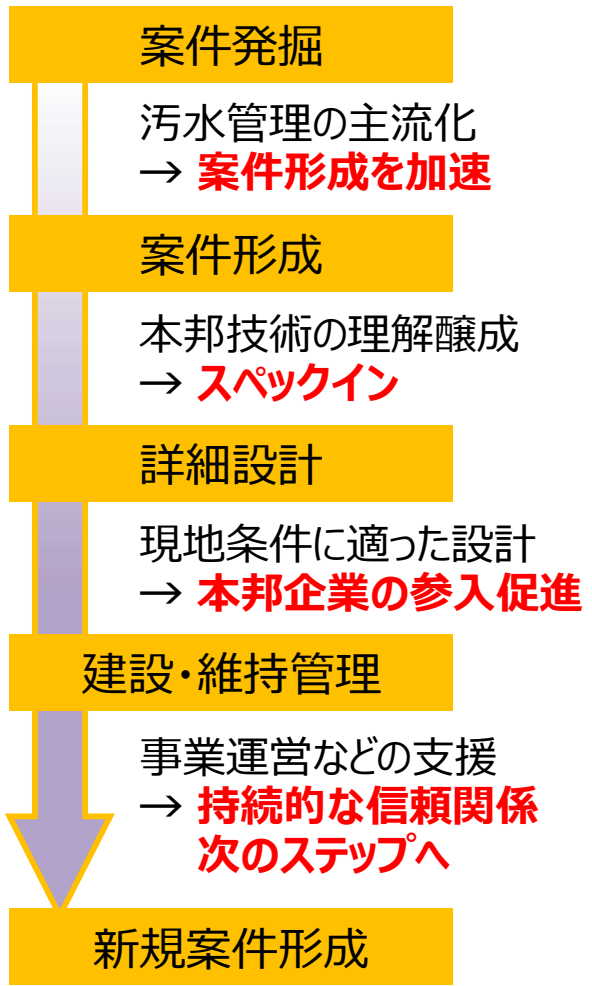 案件発掘
汚水管理の主流化
→ 案件形成を加速
案件形成
本邦技術の理解醸成
→ スペックイン
詳細設計
現地条件に適った設計
→ 本邦企業の参入促進
建設・維持管理
事業運営などの支援
→ 持続的な信頼関係
次のステップへ
新規案件形成